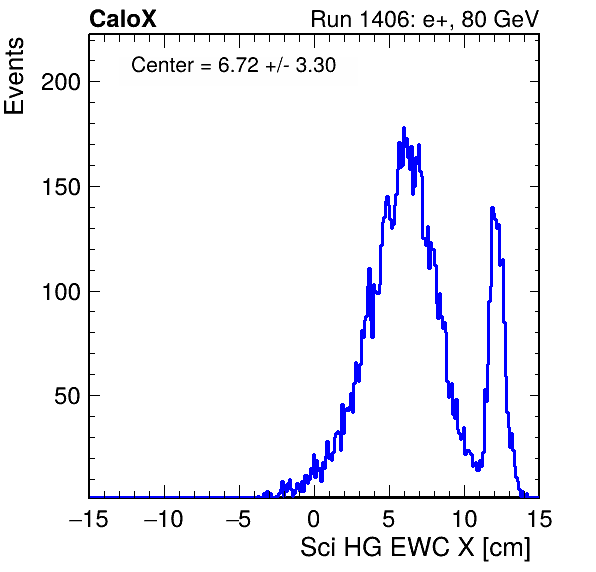 CaloX Run 1406: e+, 80 GeV
Events
Center = 6.72 +/- 3.30
200
150
100
50
−15 −10 −5 0 5 10 15
Sci HG EWC X [cm]